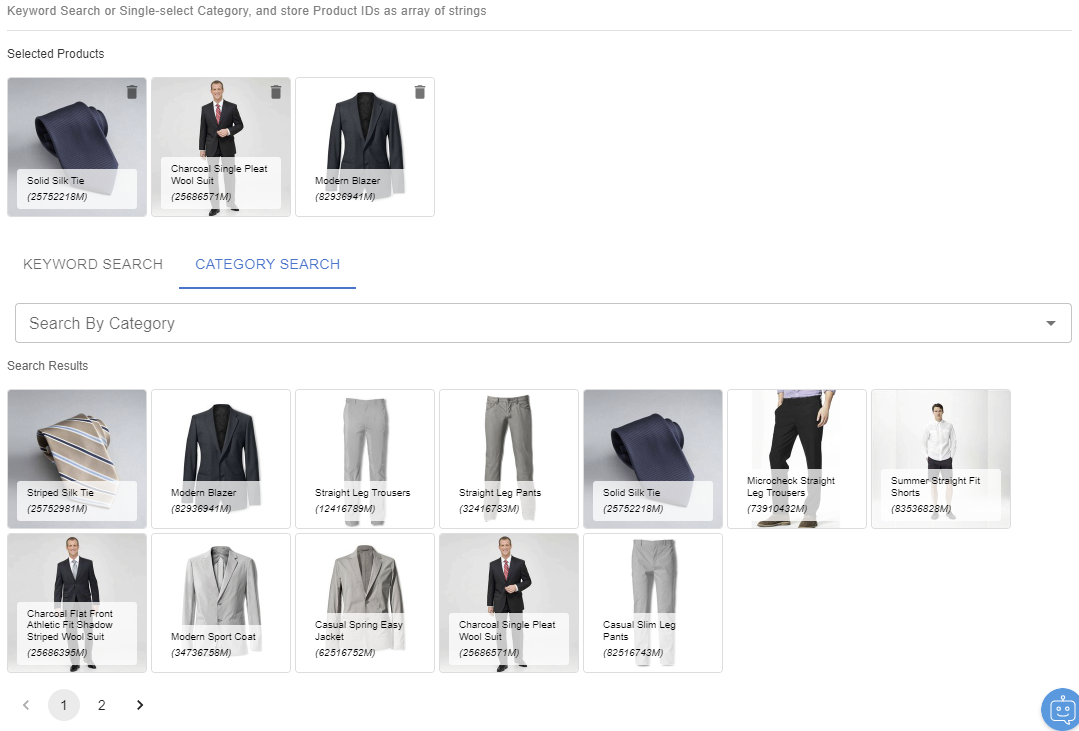 Keyword Search or Single-select Category, and store Product IDs as array of strings
Selected Products
Solid Silk Tie
(25752218M)
Charcoal Single Pleat
Wool Suit
(25686571M)
Modern Blazer
(82936941M)
KEYWORD SEARCH
CATEGORY SEARCH
Search By Category
Search Results
Striped Silk Tie
(25752981M)
Modern Blazer
(82936941M)
Straight Leg Trousers
(12416789M)
Straight Leg Pants
(32416783M)
Solid Silk Tie
(25752218M)
Microcheck Straight
Leg Trousers
(73910432M)
Summer Straight Fit
Shorts
(83536828M)
Charcoal Flat Front
Athletic Fit Shadow
Striped Wool Suit
(25686395M)
Modern Sport Coat
(34736758M)
Casual Spring Easy
Jacket
(62516752M)
Charcoal Single Pleat
Wool Suit
(25686571M)
Casual Slim Leg
Pants
(82516743M)
1
2